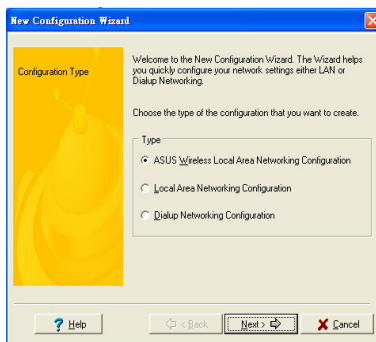 New Configuration Wizard
Configuration Type
Welcome to the New Configuration Wizard. The Wizard helps
you quickly configure your network settings either LAN or
Dialup Networking.
Choose the type of the configuration that you want to create.
Type
ASUS Wireless Local Area Networking Configuration
Local Area Networking Configuration
Dialup Networking Configuration
? Help
< Back
Next >
Cancel